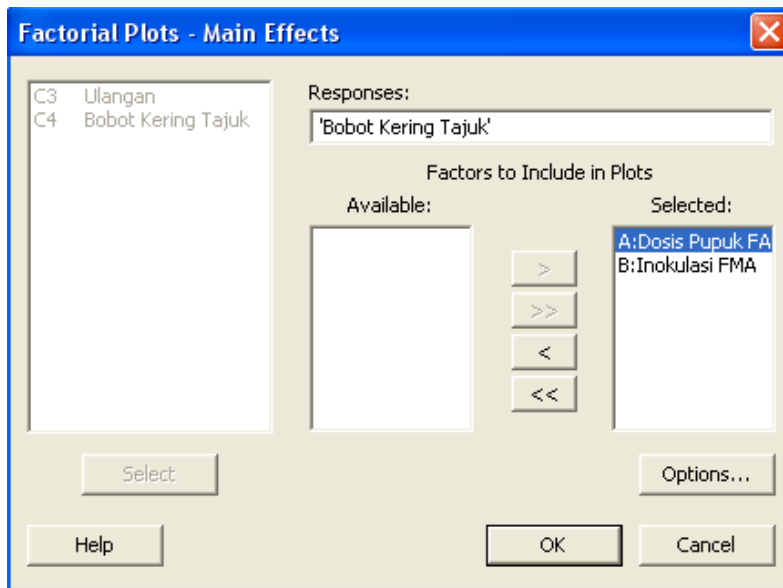 Factorial Plots - Main Effects
C3 Ulangan
C4 Bobot Kering Tajuk
Responses:
'Bobot Kering Tajuk'
Factors to Include in Plots
Available:
Selected:
A:Dosis Pupuk FA
B:Inokulasi FMA
>
>>
<
<<
Select
Options...
Help
OK
Cancel